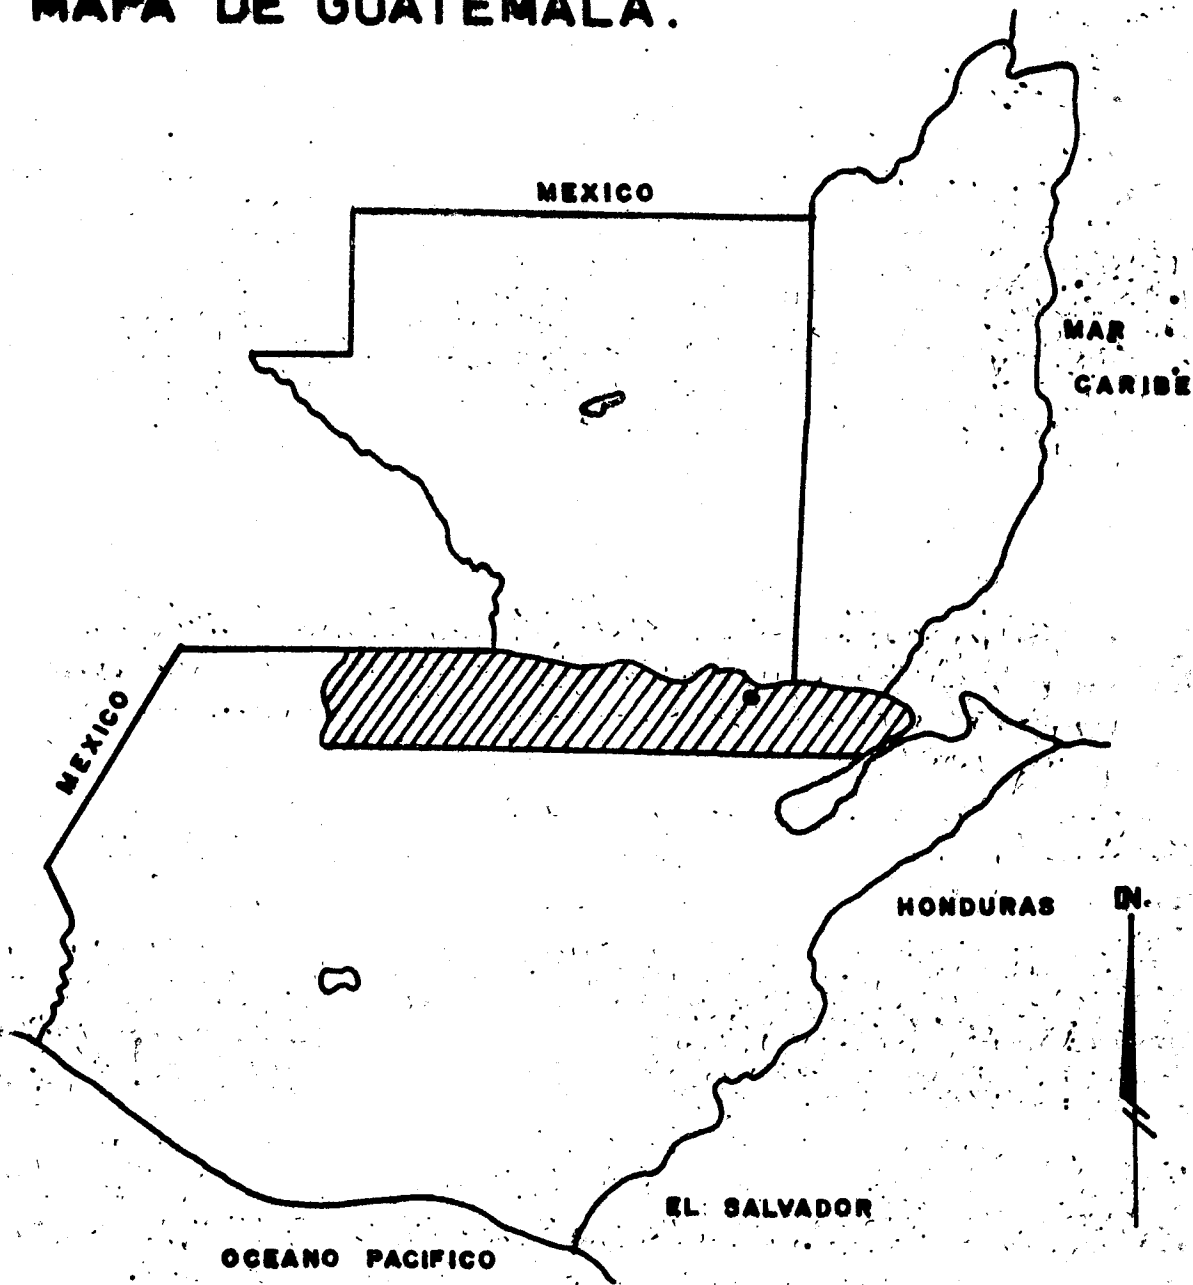 MAPA DE GUATEMALA.
MEXICO
MAR
CARIBE
MEXICO
HONDURAS
N.
EL SALVADOR
OCEANO PACIFICO